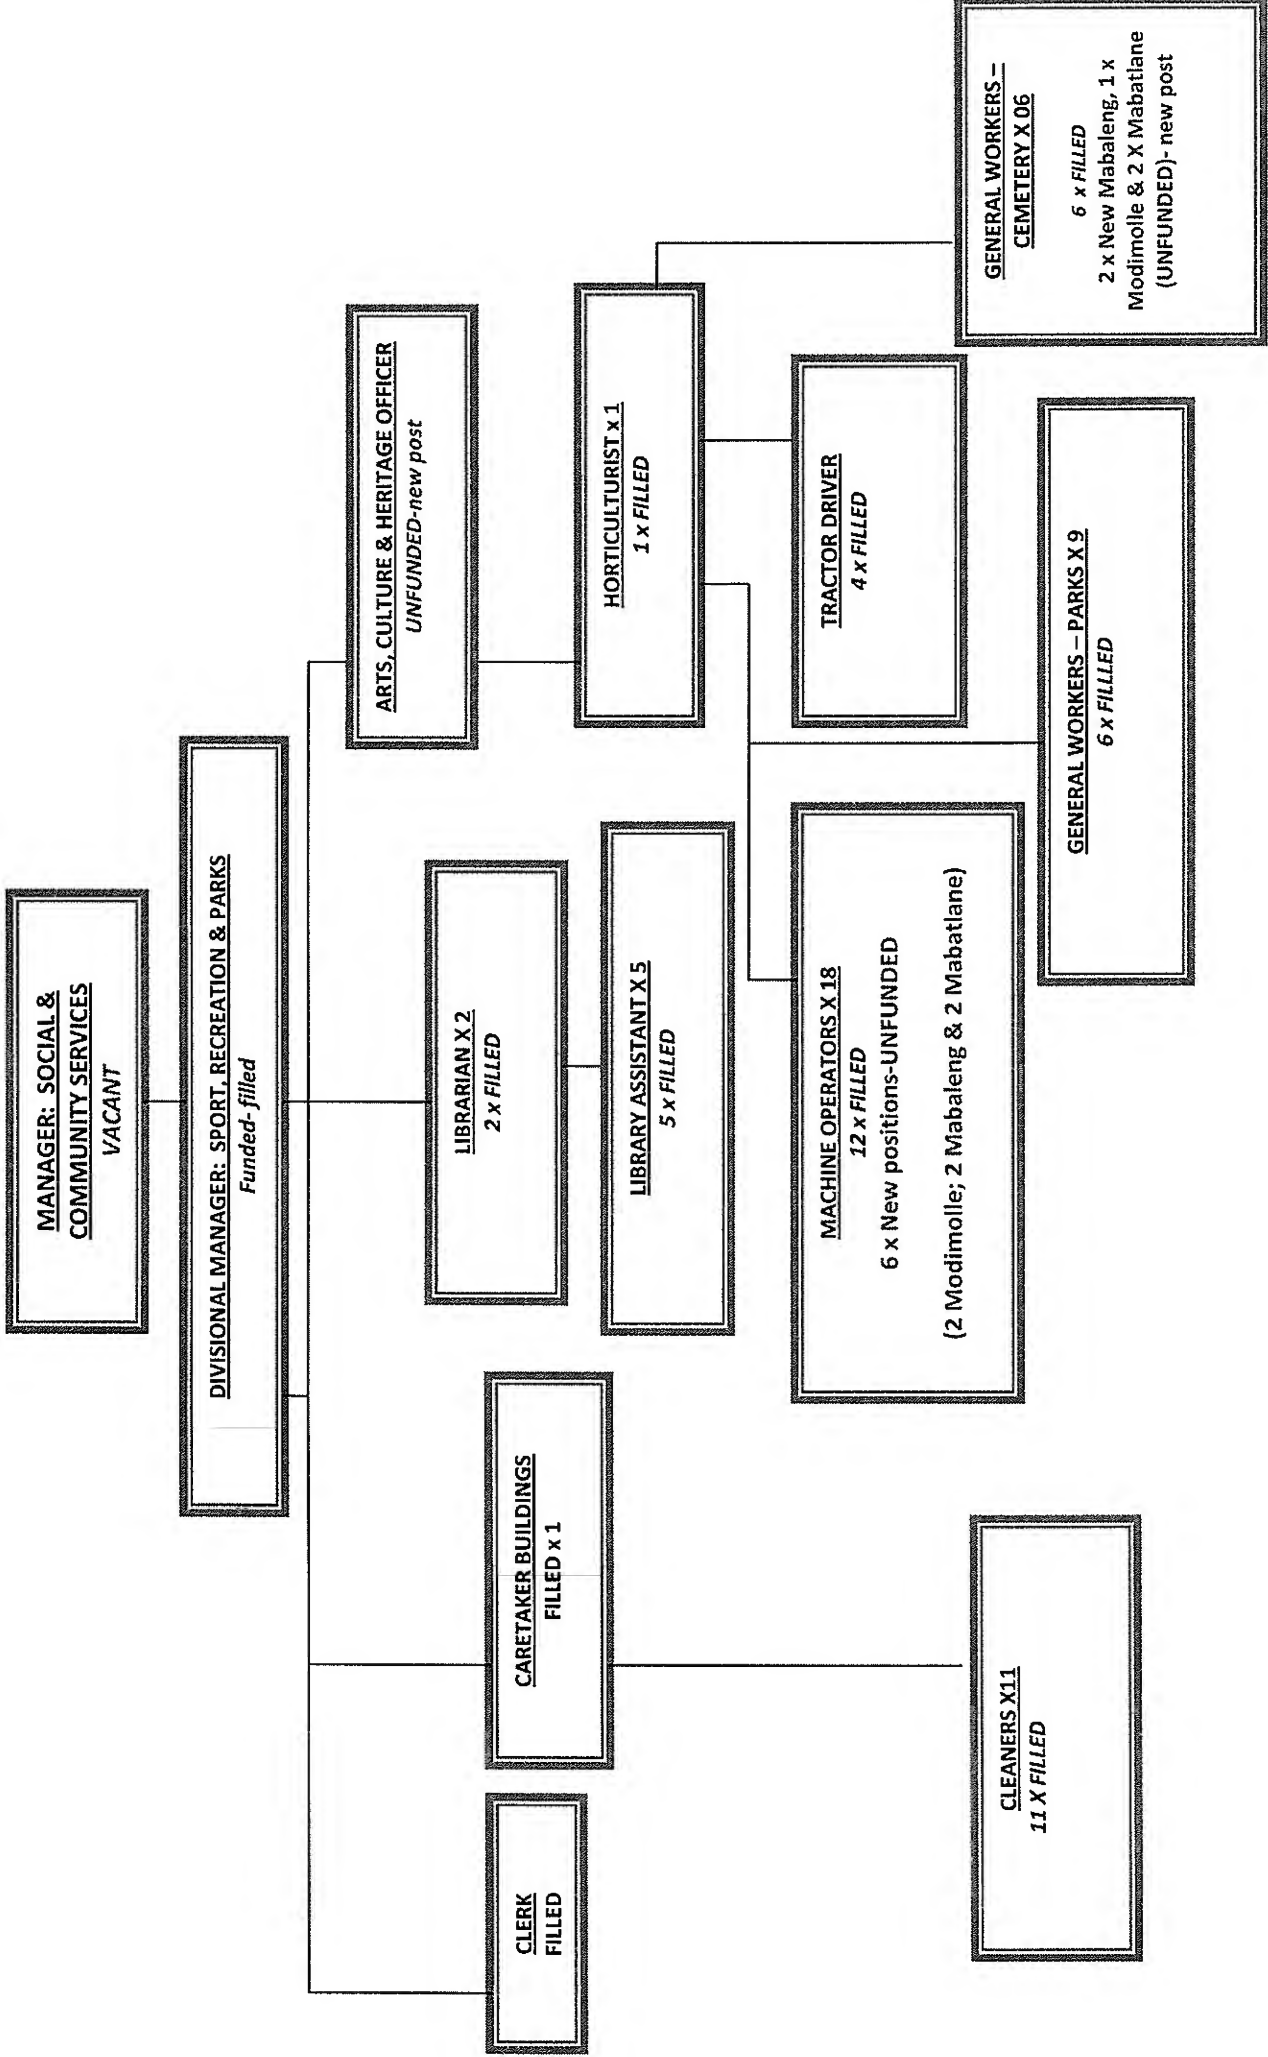 MANAGER:  SOCIAL &
COMMUNITY SERVICES
VACANT
DIVISIONAL MANAGER:  SPORT, RECREATION & PARKS
Funded- filled
CLERK
FILLED
CARETAKER BUILDINGS
FILLED x 1
LIBRARIAN X 2
2 x FILLED
ARTS, CULTURE & HERITAGE OFFICER
UNFUNDED-new post
LIBRARY ASSISTANT X 5
5 x FILLED
HORTICULTURIST x 1
1 x FILLED
CLEANERS X11
11 X FILLED
MACHINE OPERATORS X 18
12 x FILLED
6 x New positions-UNFUNDED
(2 Modimolle; 2 Mabaleng & 2 Mabatlane)
TRACTOR DRIVER
4 x FILLED
GENERAL WORKERS – PARKS X 9
6 x FILLLED
GENERAL WORKERS –
CEMETERY X 06
6  x FILLED
2 x New Mabaleng, 1 x
Modimolle & 2 X Mabatlane
(UNFUNDED)- new post